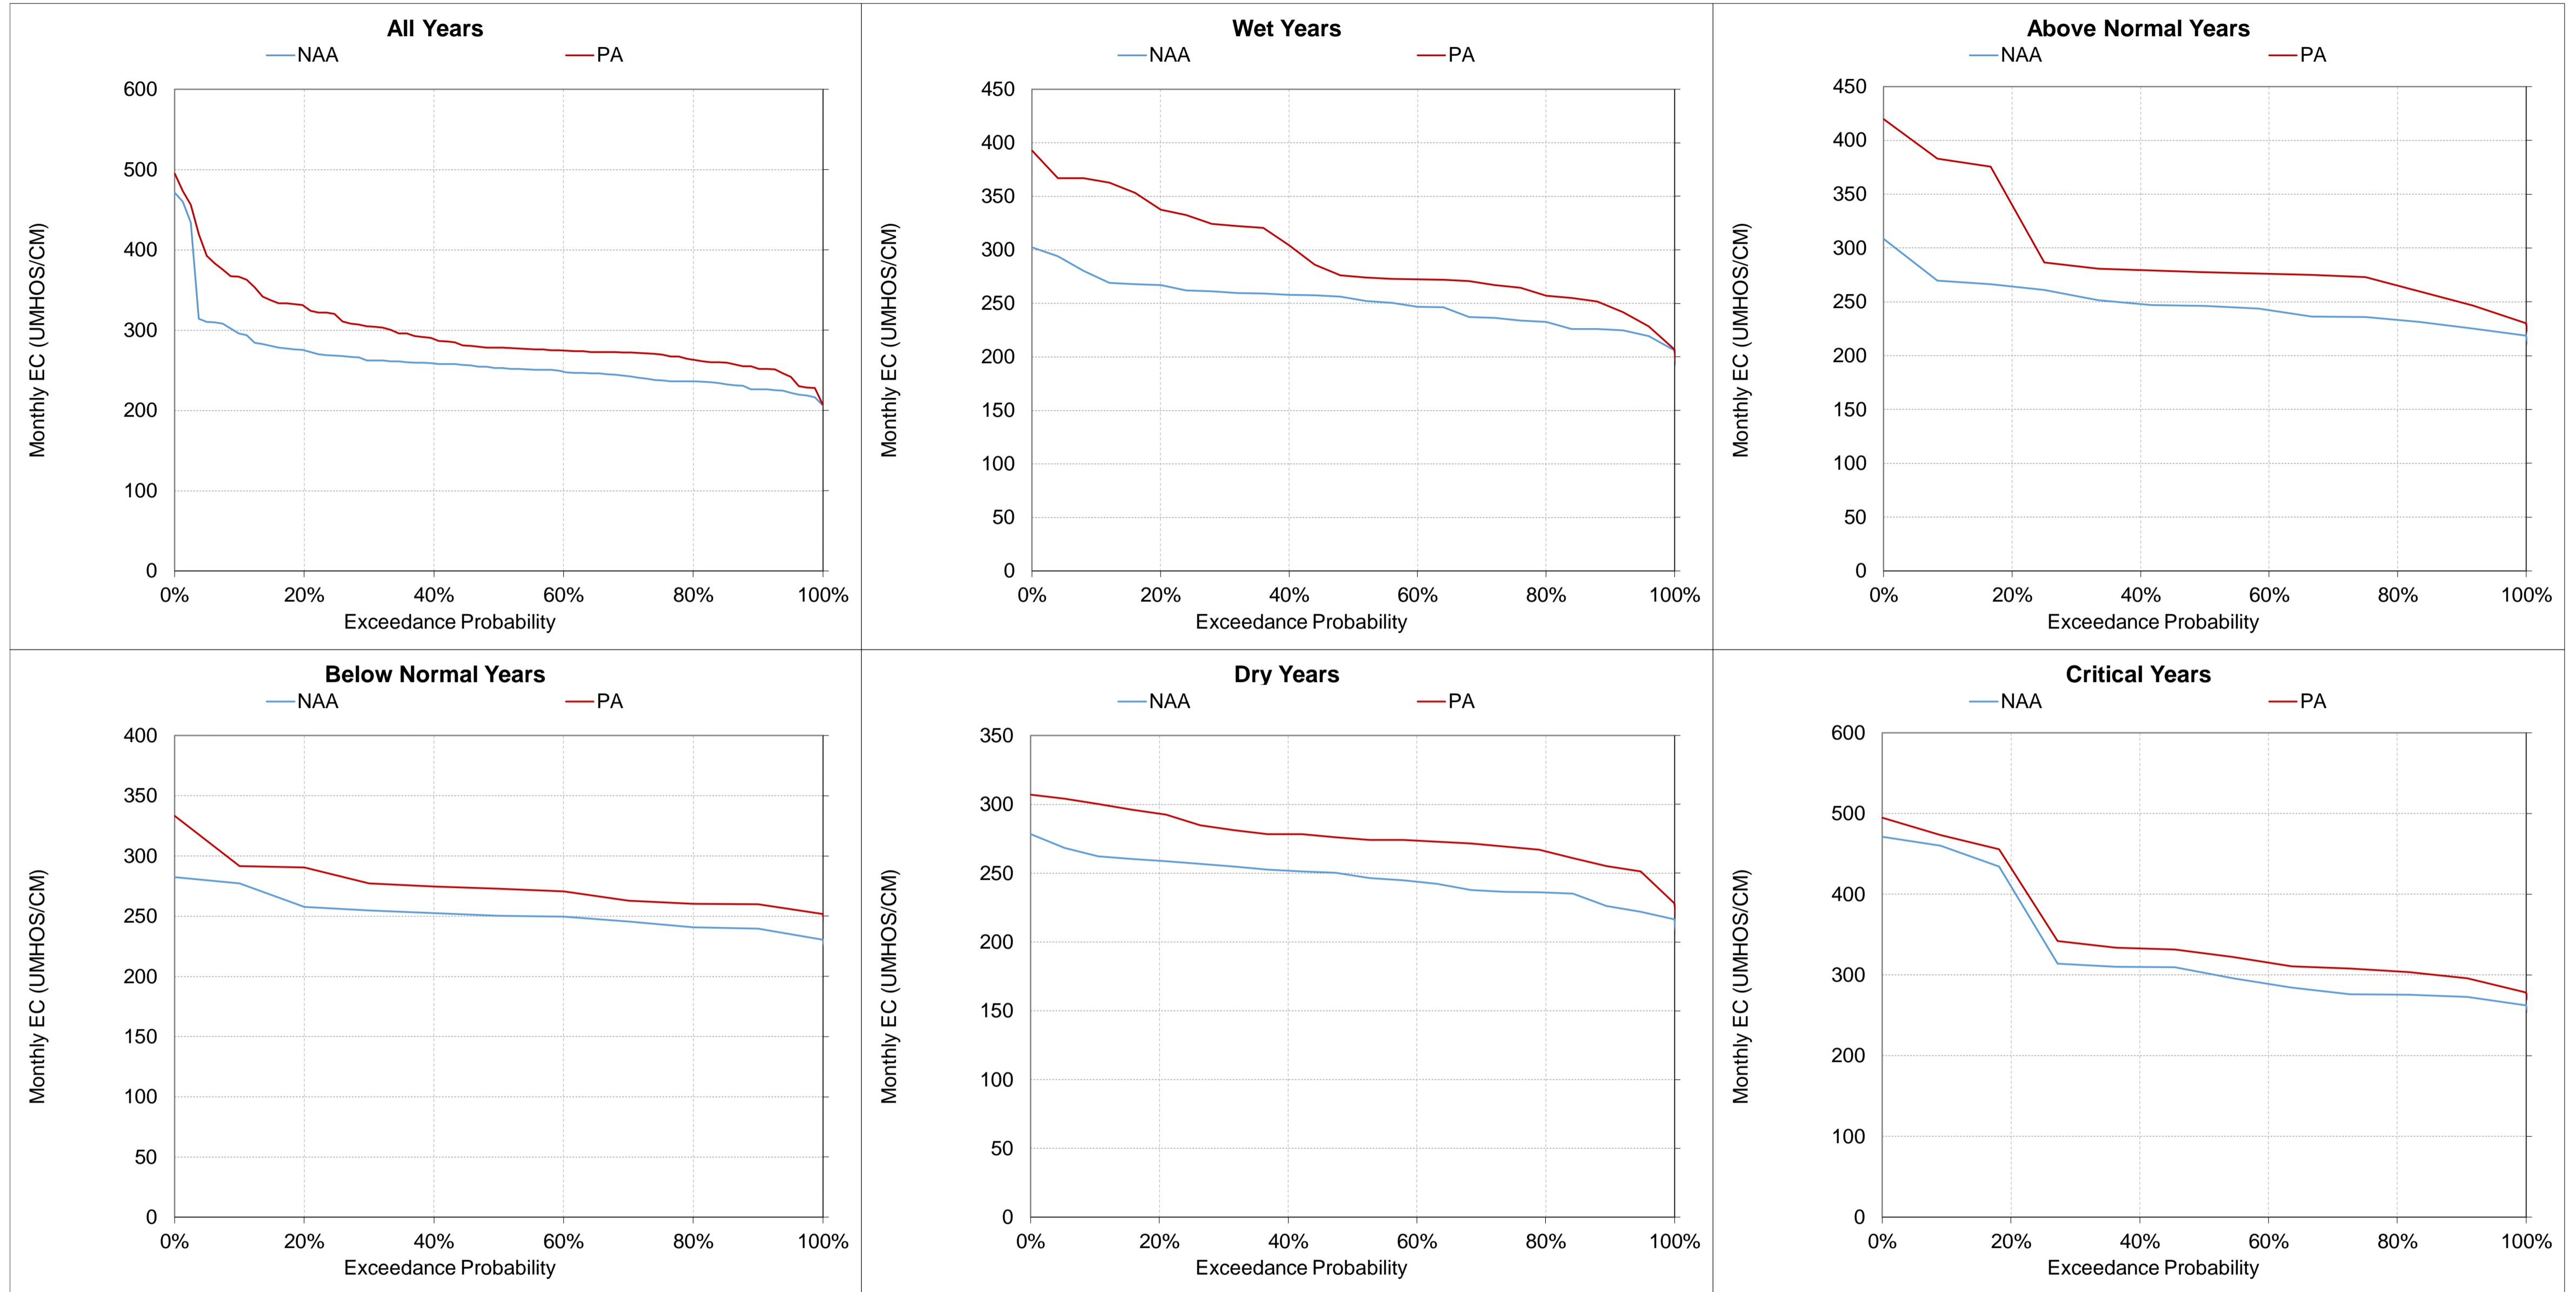 All Years
NAA PA
600
500
400
300
200
100
0
Monthly EC (UMHOS/CM)
0% 20% 40% 60% 80% 100%
Exceedance Probability
Wet Years
NAA PA
450
400
350
300
250
200
150
100
50
0
Monthly EC (UMHOS/CM)
0% 20% 40% 60% 80% 100%
Exceedance Probability
Above Normal Years
NAA PA
450
400
350
300
250
200
150
100
50
0
Monthly EC (UMHOS/CM)
0% 20% 40% 60% 80% 100%
Exceedance Probability
Below Normal Years
NAA PA
400
350
300
250
200
150
100
50
0
Monthly EC (UMHOS/CM)
0% 20% 40% 60% 80% 100%
Exceedance Probability
Dry Years
NAA PA
350
300
250
200
150
100
50
0
Monthly EC (UMHOS/CM)
0% 20% 40% 60% 80% 100%
Exceedance Probability
Critical Years
NAA PA
600
500
400
300
200
100
0
Monthly EC (UMHOS/CM)
0% 20% 40% 60% 80% 100%
Exceedance Probability